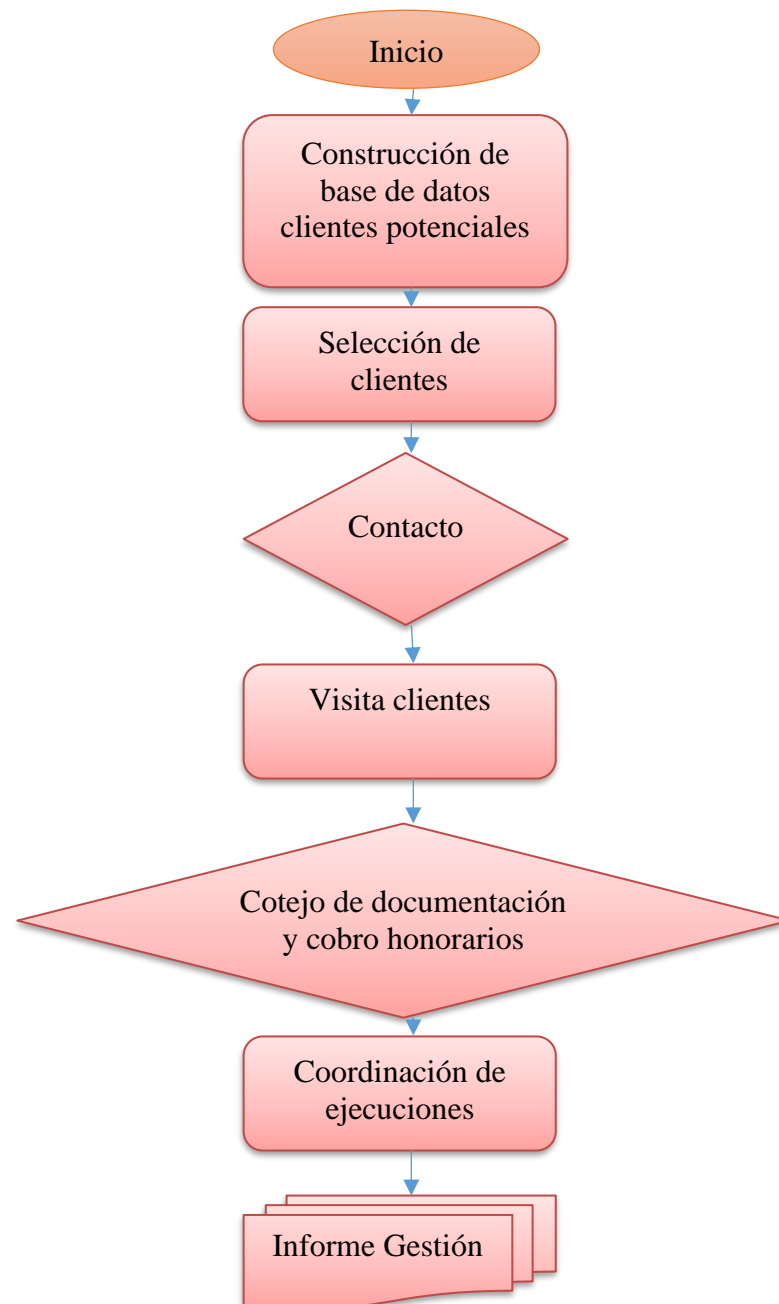 Inicio
Construcción de
base de datos
clientes potenciales
Selección de
clientes
Contacto
Visita clientes
Cotejo de documentación
y cobro honorarios
Coordinación de
ejecuciones
Informe Gestión